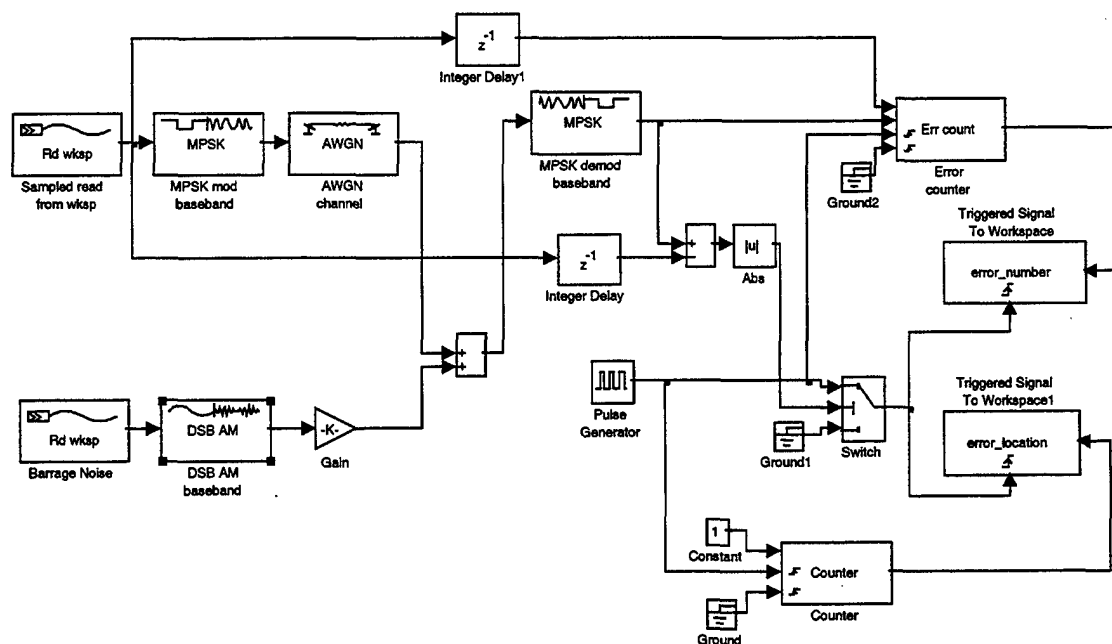 z-1
Integer Delay1
Rd wksp
Sampled read
from wksp
MPSK
MPSK mod
baseband
AWGN
AWGN
channel
MPSK
MPSK demod
baseband
Err count
Error
counter
Ground2
z-1
Integer Delay
+
−
|u|
Abs
Triggered Signal
To Workspace
error_number
+
+
Pulse
Generator
Ground1
Switch
Triggered Signal
To Workspace1
error_location
Rd wksp
Barrage Noise
DSB AM
DSB AM
baseband
-K-
Gain
1
Constant
Counter
Counter
Ground